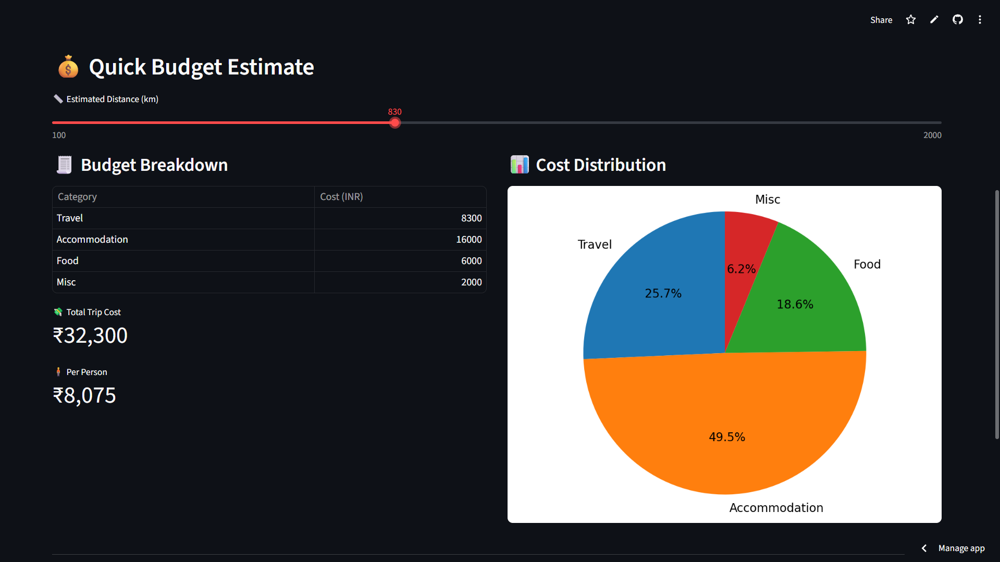 Share
Quick Budget Estimate
Estimated Distance (km)
830
100
2000
Budget Breakdown
Category Cost (INR)
Travel 8300
Accommodation 16000
Food 6000
Misc 2000
Total Trip Cost
₹32,300
Per Person
₹8,075
Cost Distribution
Misc
Travel
Food
6.2%
25.7%
18.6%
49.5%
Accommodation
Manage app